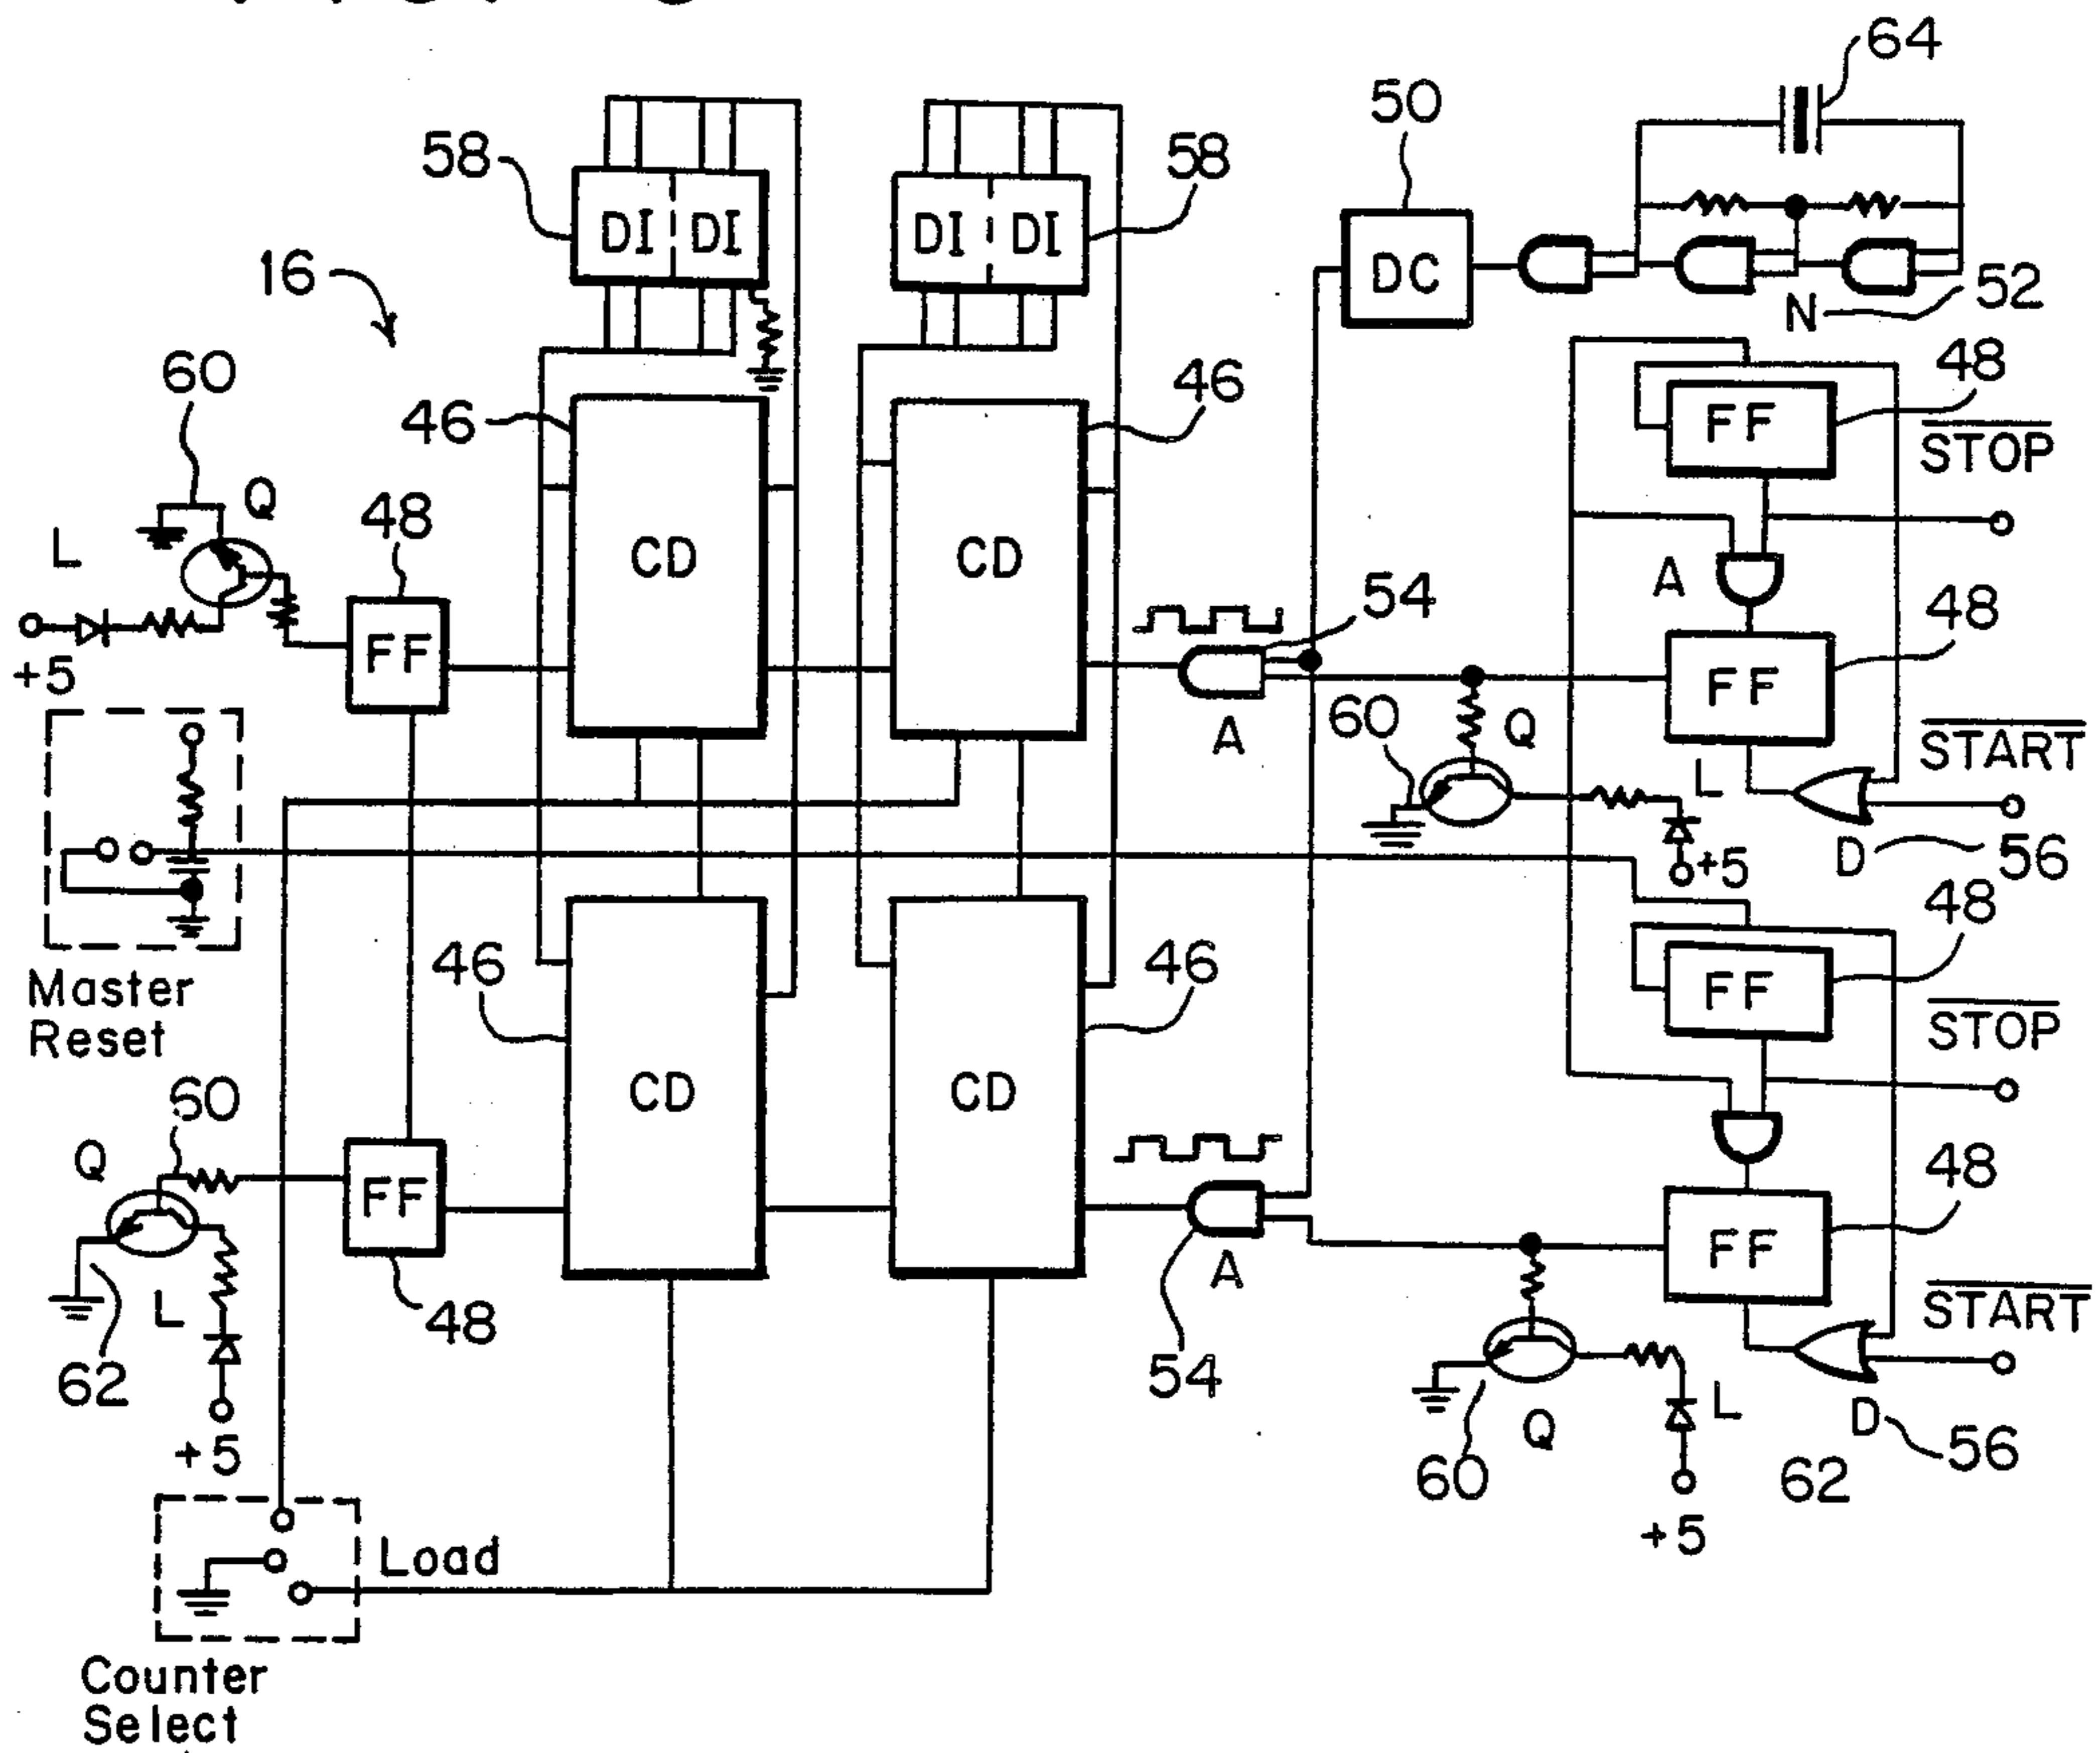 64
50
58
58
DI DI
DI DI
16
DC
N
52
60
46
46
48
FF
STOP
Q
L
48
CD
CD
A
54
48
+5
FF
FF
A
60
Q
START
L
+5
D
56
48
Master
Reset
46
46
FF
STOP
60
Q
CD
CD
48
FF
A
FF
START
L
48
62
54
L
D
56
+5
60
Q
62
+5
Load
Counter
Select